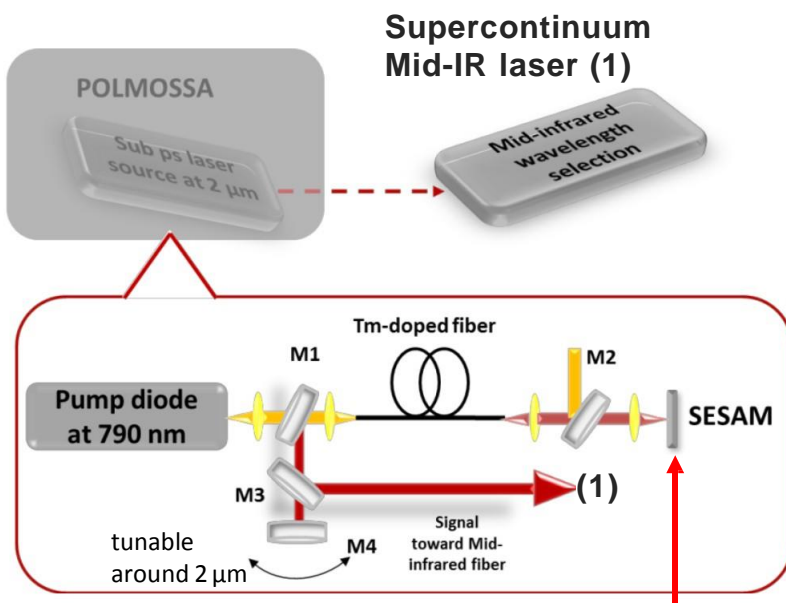 Supercontinuum
Mid-IR laser (1)
POLMOSSA
Sub ps laser
source at 2 µm
Mid-infrared
wavelength
selection
Tm-doped fiber
M1
M2
Pump diode
at 790 nm
SESAM
M3
(1)
M4
Signal
toward Mid-
infrared fiber
tunable
around 2 µm